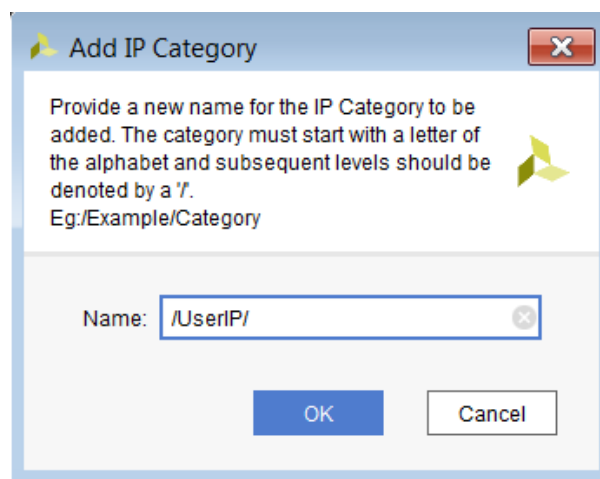 Add IP Category
Provide a new name for the IP Category to be
added. The category must start with a letter of
the alphabet and subsequent levels should be
denoted by a '/'.
Eg:/Example/Category
Name: /UserIP/
OK Cancel